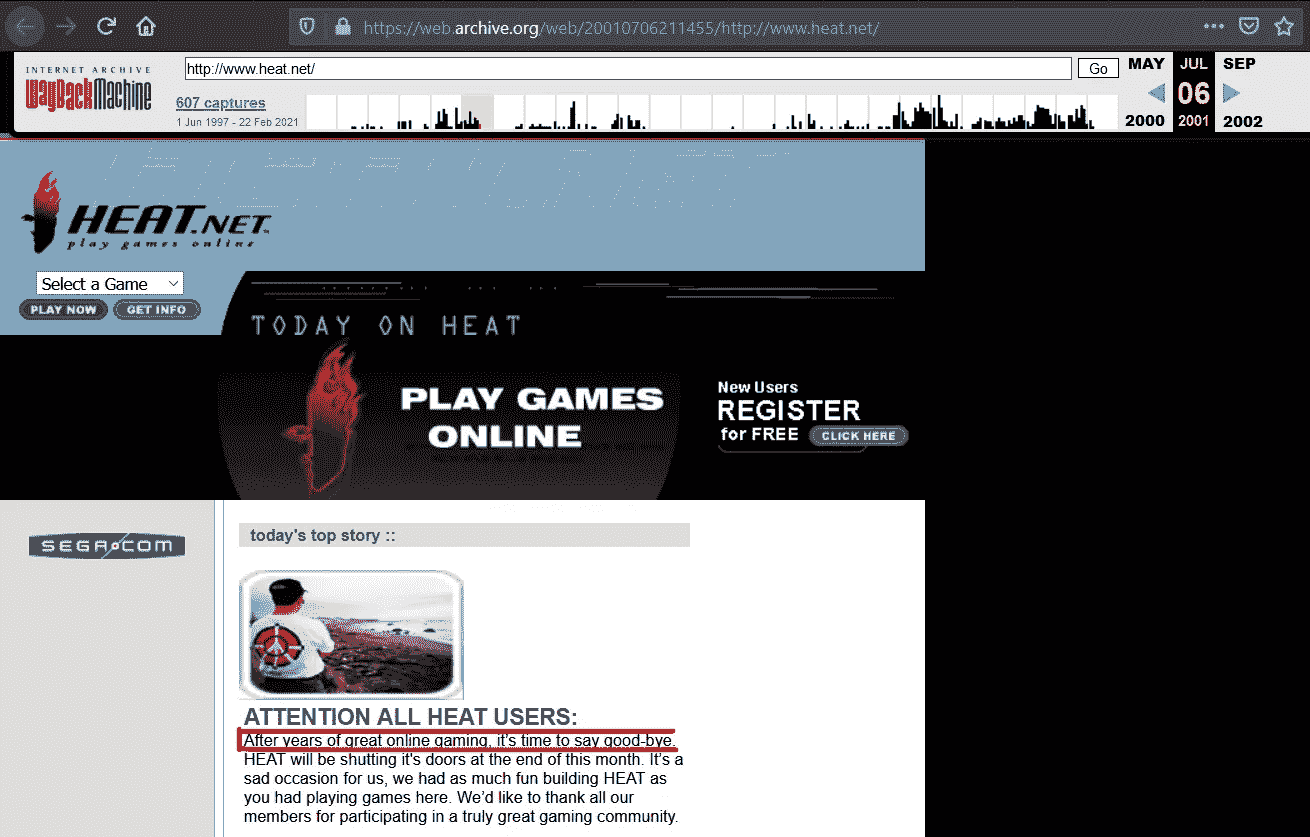 https://web.archive.org/web/20010706211455/http://www.heat.net/
INTERNET ARCHIVE
WayBackMachine
http://www.heat.net/
Go
MAY
JUL
SEP
607 captures
06
1 Jun 1997 - 22 Feb 2021
2000
2001
2002
HEAT.NET
play games online
Select a Game
PLAY NOW
GET INFO
TODAY ON HEAT
PLAY GAMES
ONLINE
New Users
REGISTER
for FREE
CLICK HERE
SEGA.COM
today's top story ::
ATTENTION ALL HEAT USERS:
After years of great online gaming, it's time to say good-bye.
HEAT will be shutting it's doors at the end of this month. It's a
sad occasion for us, we had as much fun building HEAT as
you had playing games here. We'd like to thank all our
members for participating in a truly great gaming community.